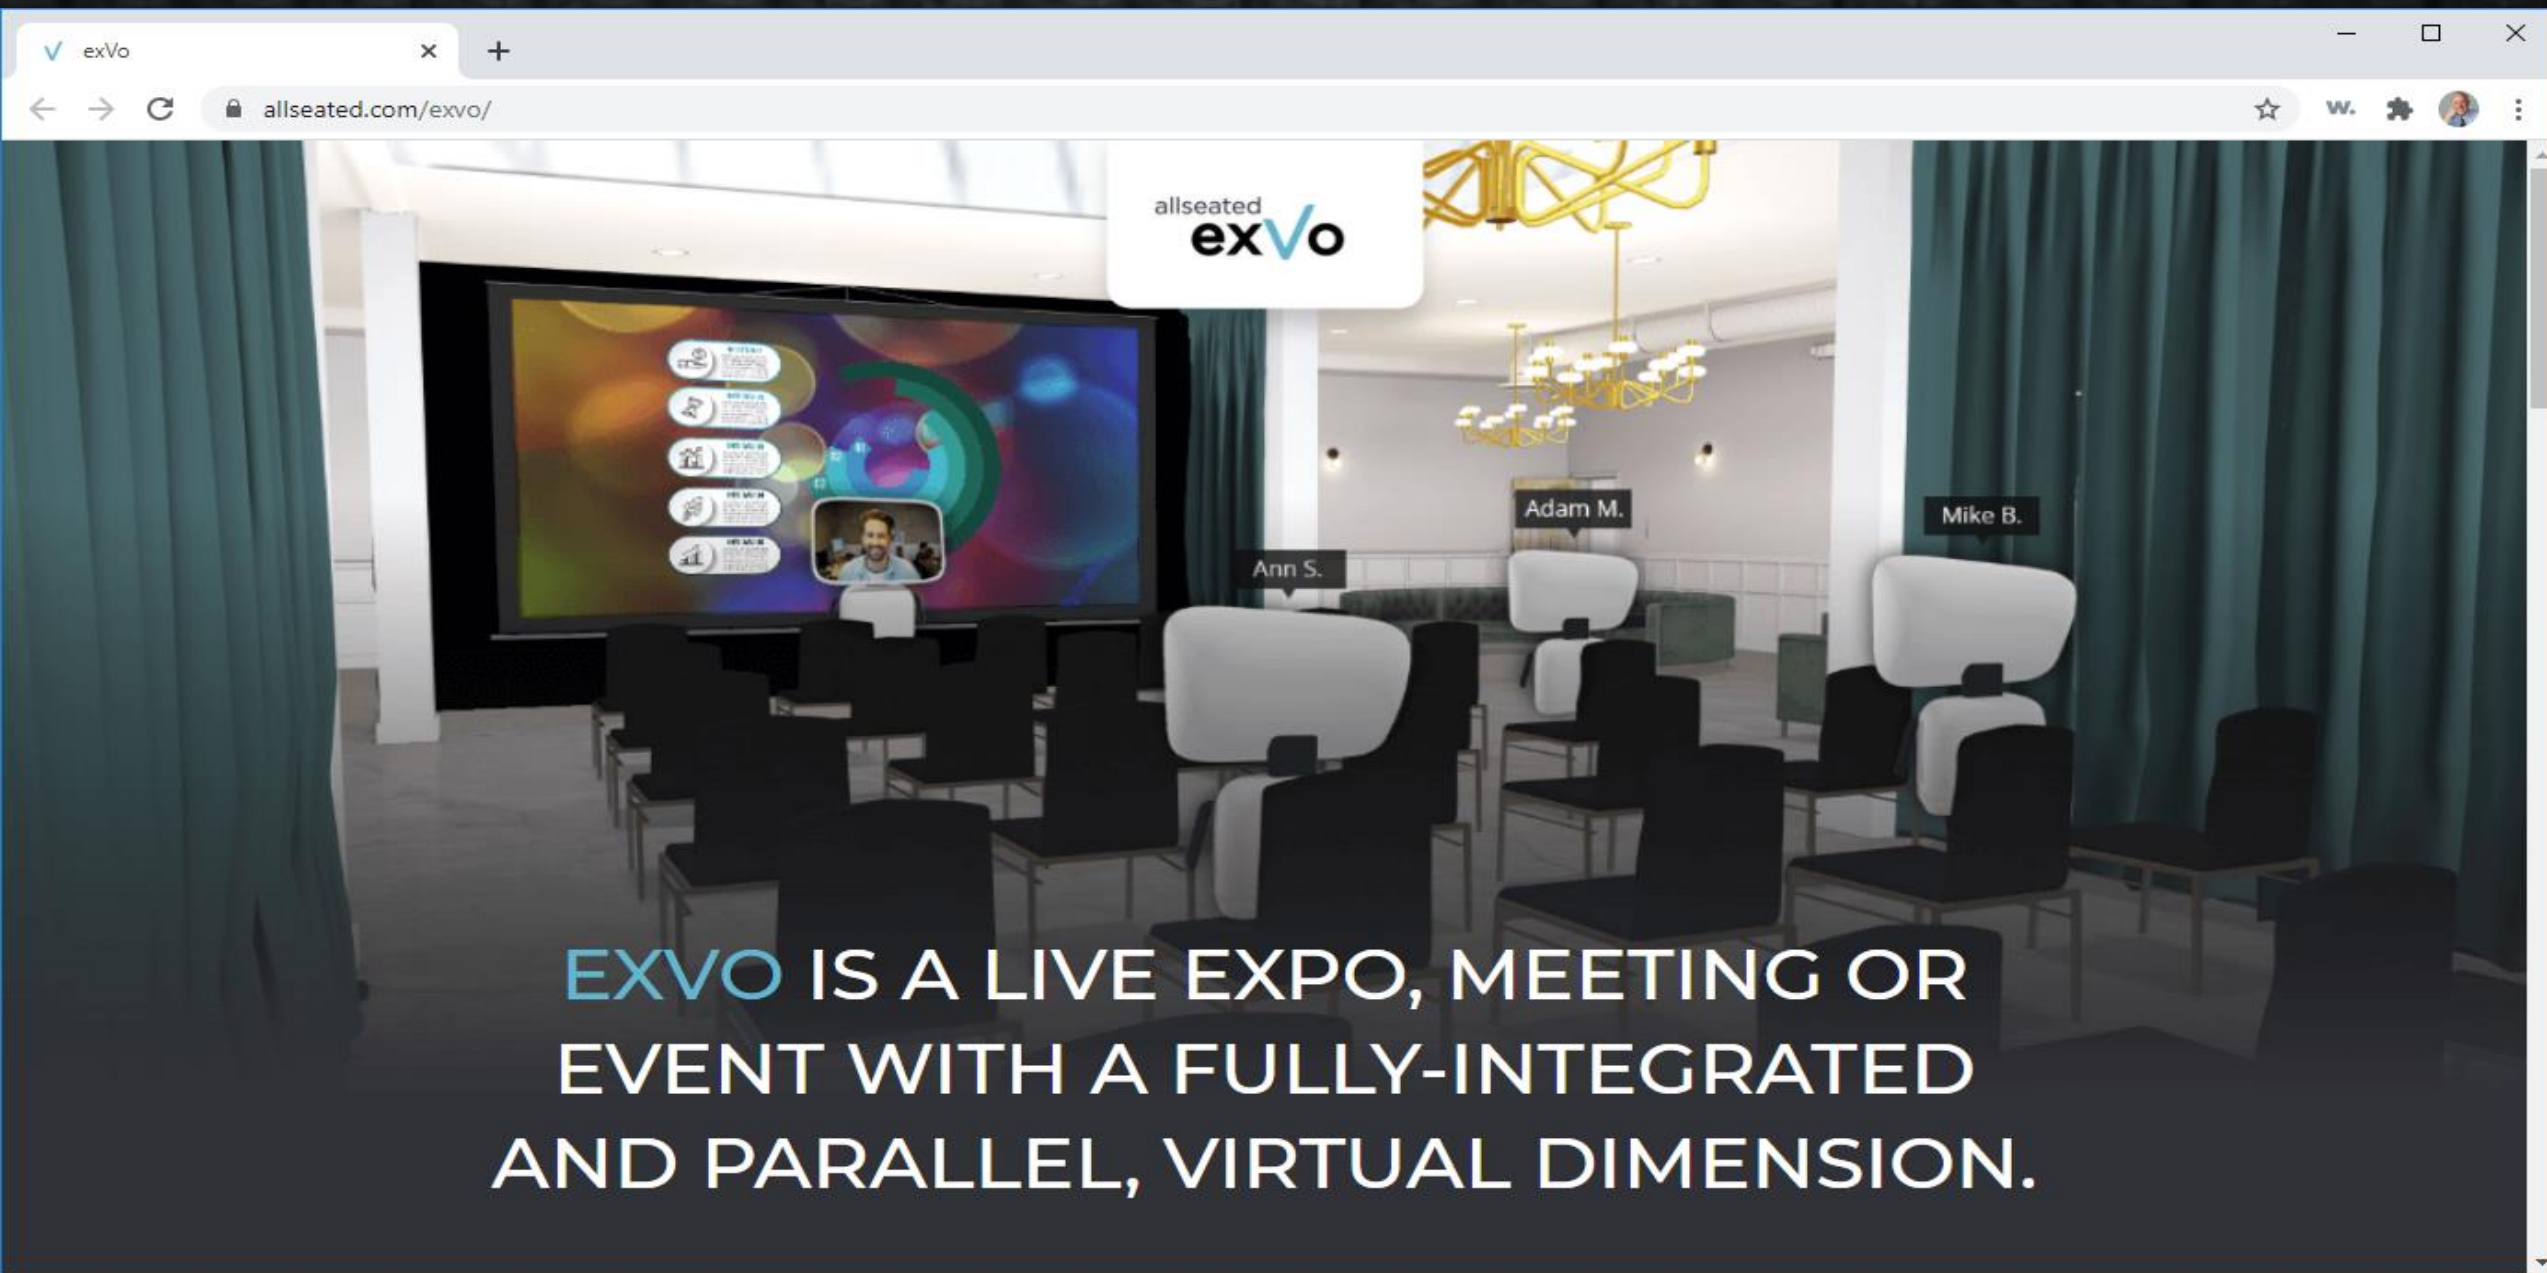 exVo
allseated.com/exvo/
w.
allseated
exVo
Adam M.
Mike B.
Ann S.
EXVO IS A LIVE EXPO, MEETING OR
EVENT WITH A FULLY-INTEGRATED
AND PARALLEL, VIRTUAL DIMENSION.